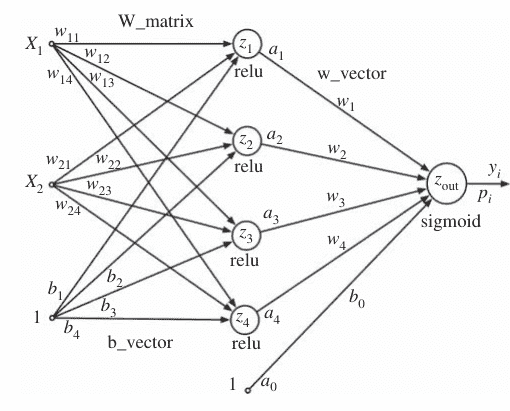 W_matrix
X1
w11
w12
w14
w13
z1
a1
relu
w_vector
w1
w21
w22
X2
w23
w24
z2
a2
relu
w2
zout
yi
pi
sigmoid
w3
z3
a3
relu
w4
b1
b2
1
b3
b4
b_vector
z4
a4
relu
b0
1
a0